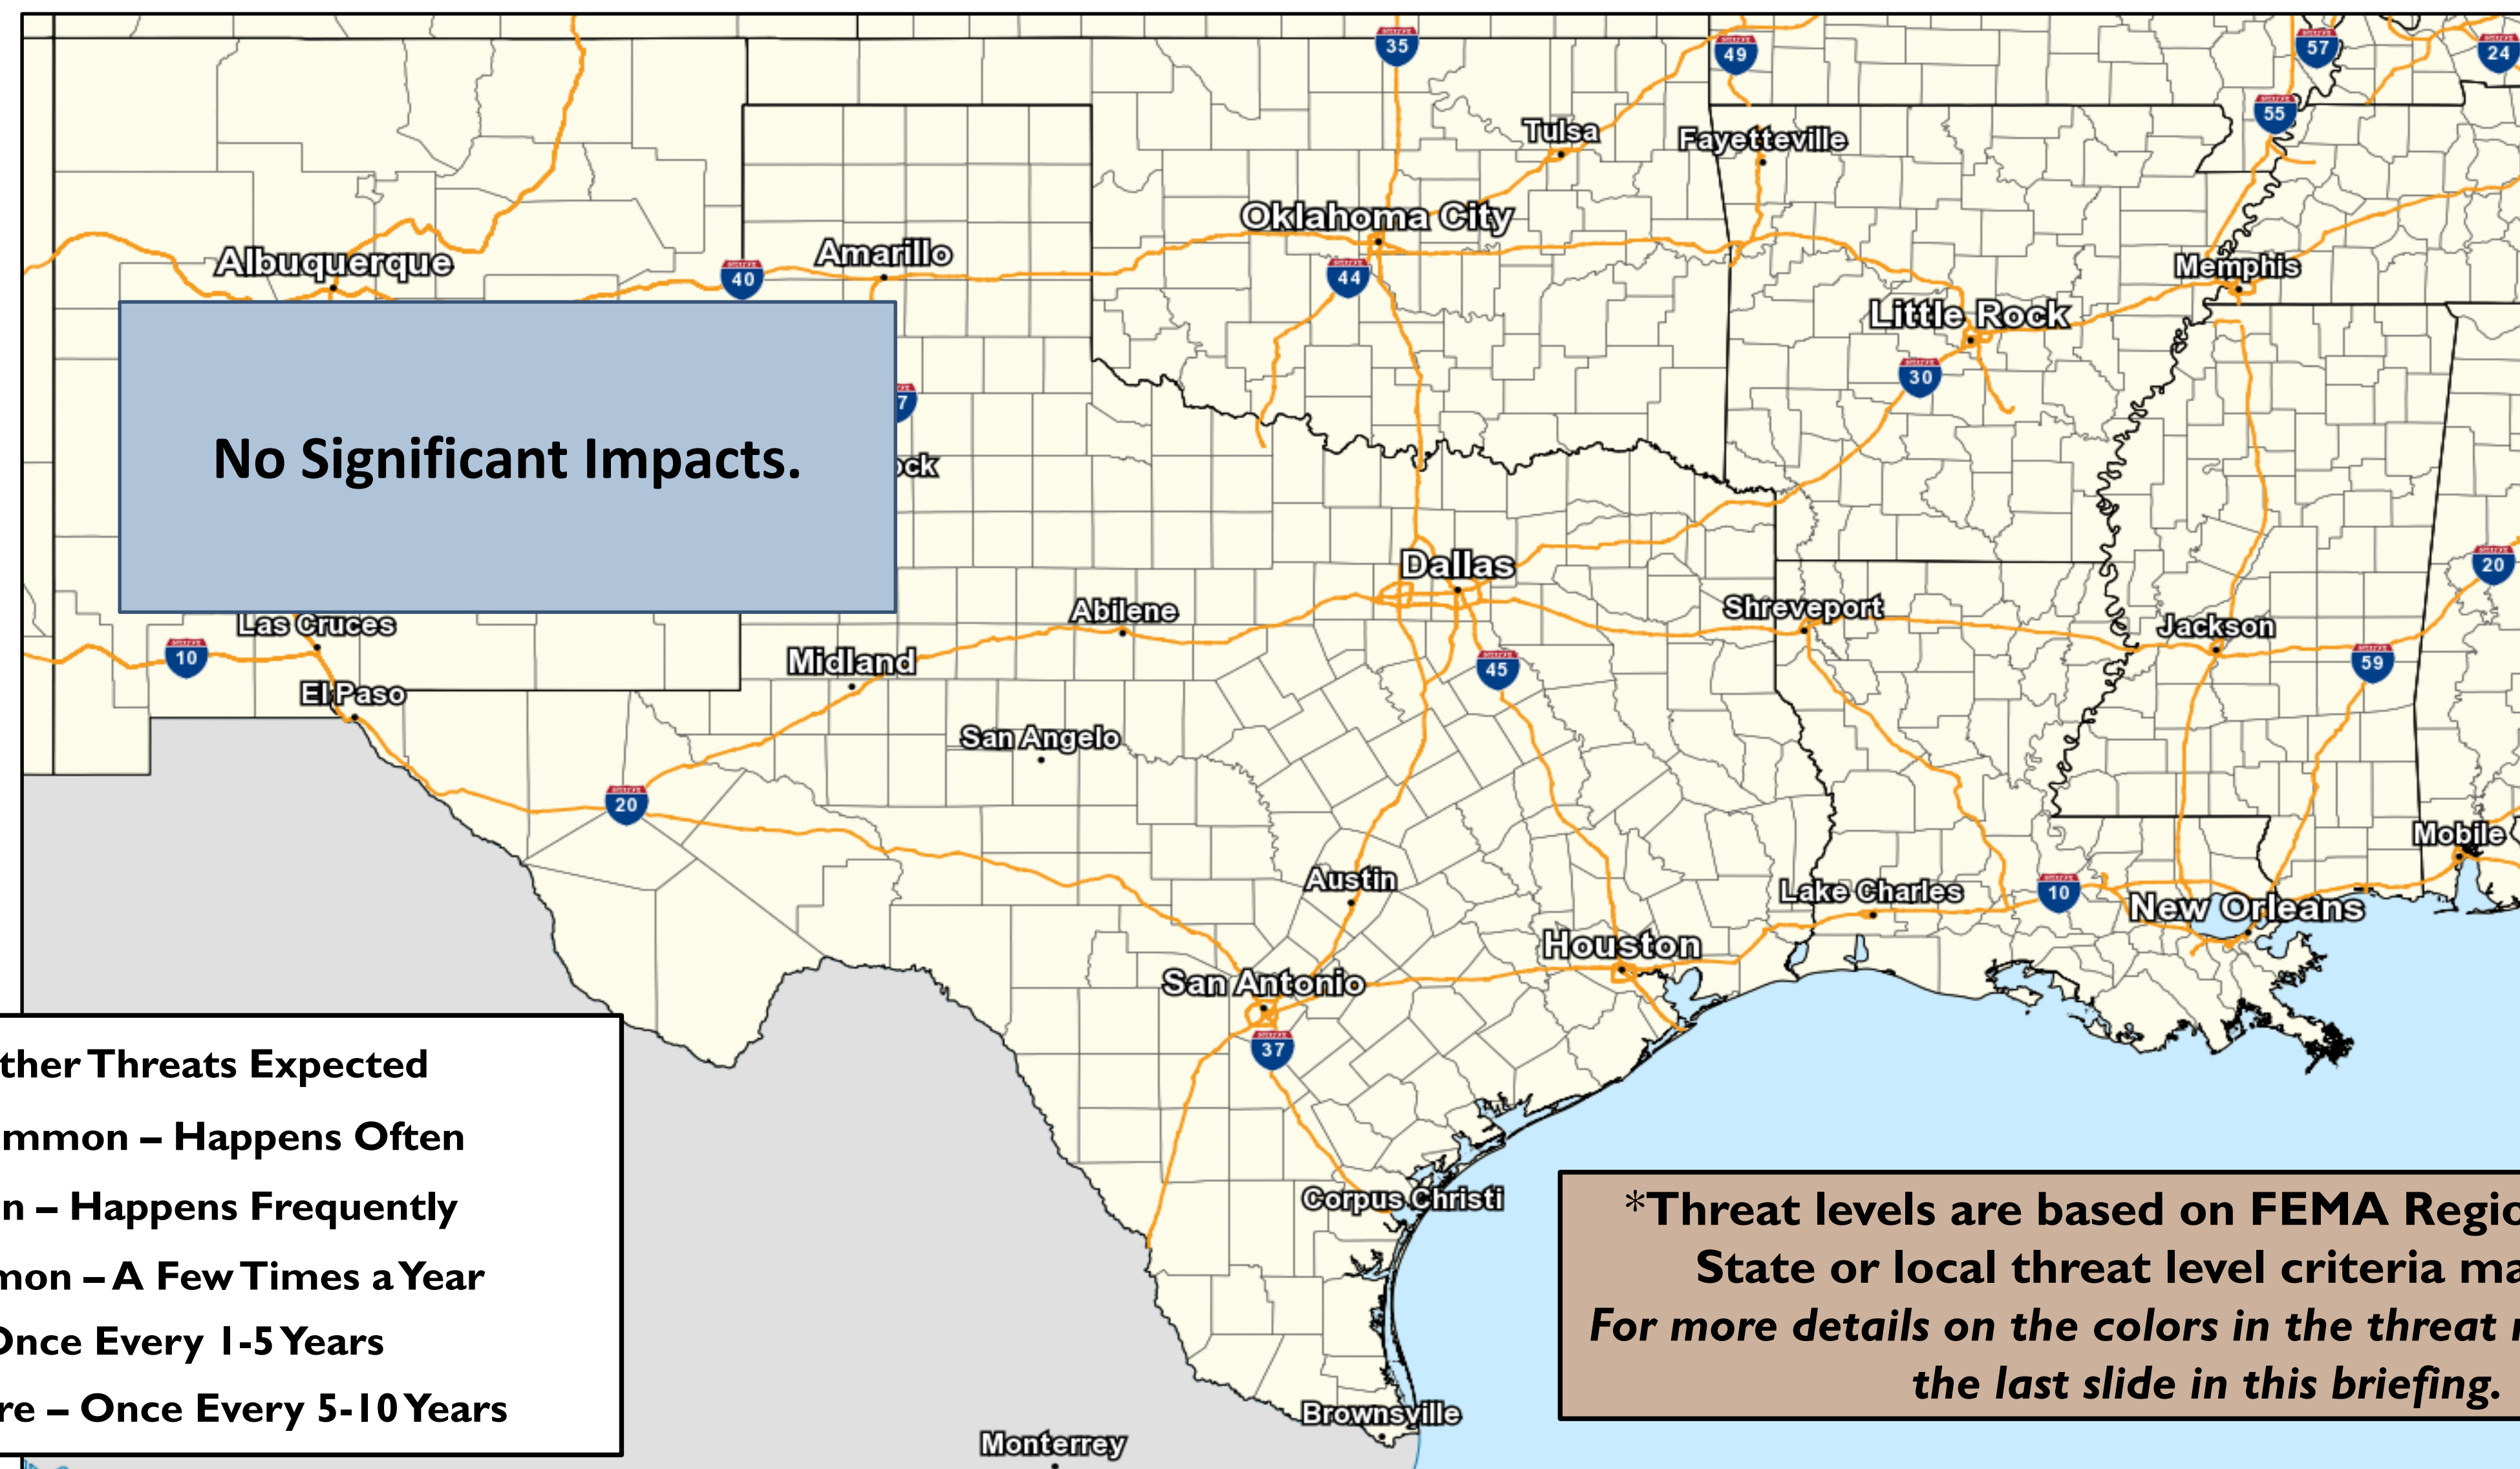 35
49
57
24
55
Tulsa
Fayetteville
Oklahoma City
Albuquerque
Amarillo
40
44
Memphis
Little Rock
30
7
No Significant Impacts.
ock
Dallas
20
Abilene
Shreveport
Las Cruces
Jackson
10
Midland
45
59
El Paso
San Angelo
20
Mobile
Austin
Lake Charles
10
New Orleans
Houston
San Antonio
37
ther Threats Expected
mmon – Happens Often
n – Happens Frequently
mon – A Few Times a Year
Once Every 1-5 Years
re – Once Every 5-10 Years
Corpus Christi
*Threat levels are based on FEMA Regio
State or local threat level criteria ma
For more details on the colors in the threat
the last slide in this briefing.
Brownsville
Monterrey